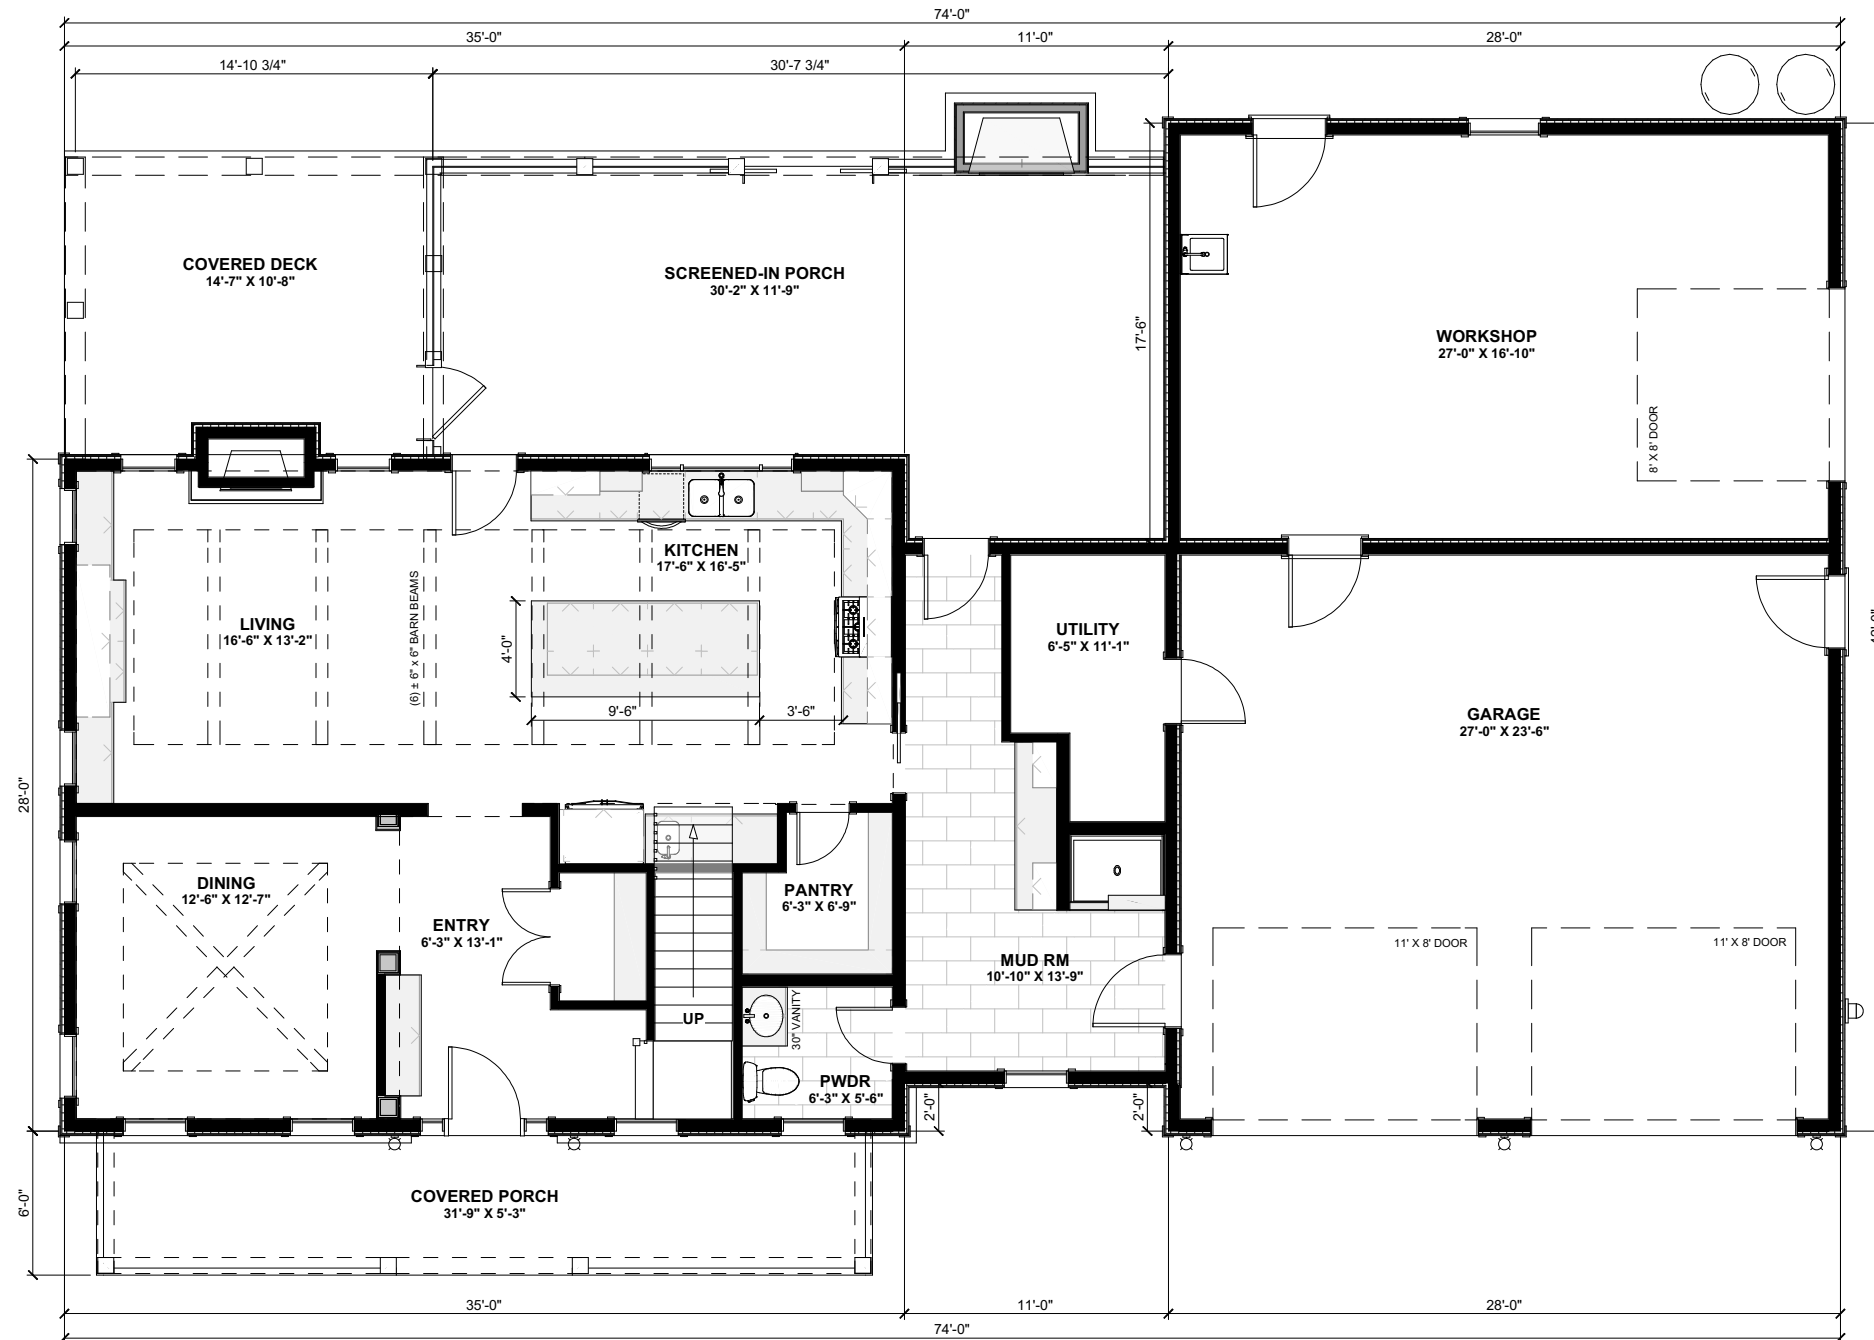 74'-0"
35'-0"
11'-0"
28'-0"
14'-10 3/4"
30'-7 3/4"
COVERED DECK
14'-7" X 10'-8"
SCREENED-IN PORCH
30'-2" X 11'-9"
17'-6"
WORKSHOP
27'-0" X 16'-10"
8' X 8' DOOR
KITCHEN
17'-6" X 16'-5"
(6) ± 6" x 6" BARN BEAMS
LIVING
16'-6" X 13'-2"
4'-0"
9'-6"
3'-6"
UTILITY
6'-5" X 11'-1"
GARAGE
27'-0" X 23'-6"
28'-0"
DINING
12'-6" X 12'-7"
ENTRY
6'-3" X 13'-1"
PANTRY
6'-3" X 6'-9"
MUD RM
10'-10" X 13'-9"
11' X 8' DOOR
11' X 8' DOOR
UP
30" VANITY
PWDR
6'-3" X 5'-6"
2'-0"
2'-0"
6'-0"
COVERED PORCH
31'-9" X 5'-3"
35'-0"
11'-0"
28'-0"
74'-0"